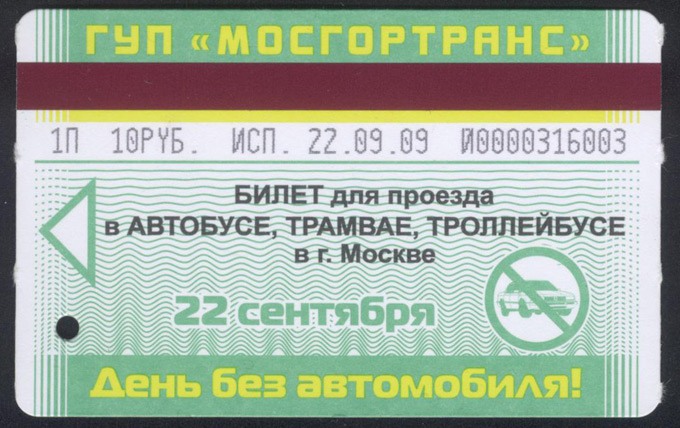 ГУП «МОСГОРТРАНС»
1П 10РУБ. ИСП. 22.09.09 И0000316003
БИЛЕТ для проезда
в АВТОБУСЕ, ТРАМВАЕ, ТРОЛЛЕЙБУСЕ
в г. Москве
22 сентября
День без автомобиля!